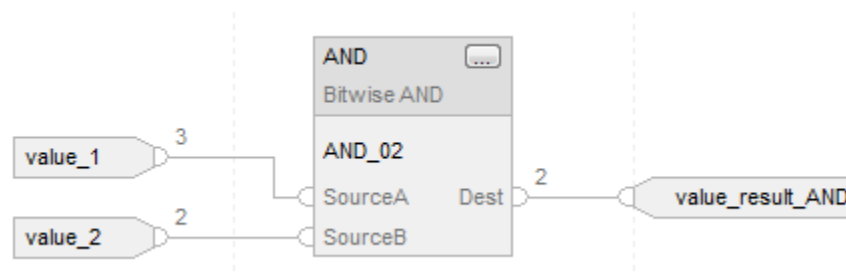 AND ...
Bitwise AND
3
value_1
AND_02
2
SourceA Dest
value_result_AND
2
value_2
SourceB